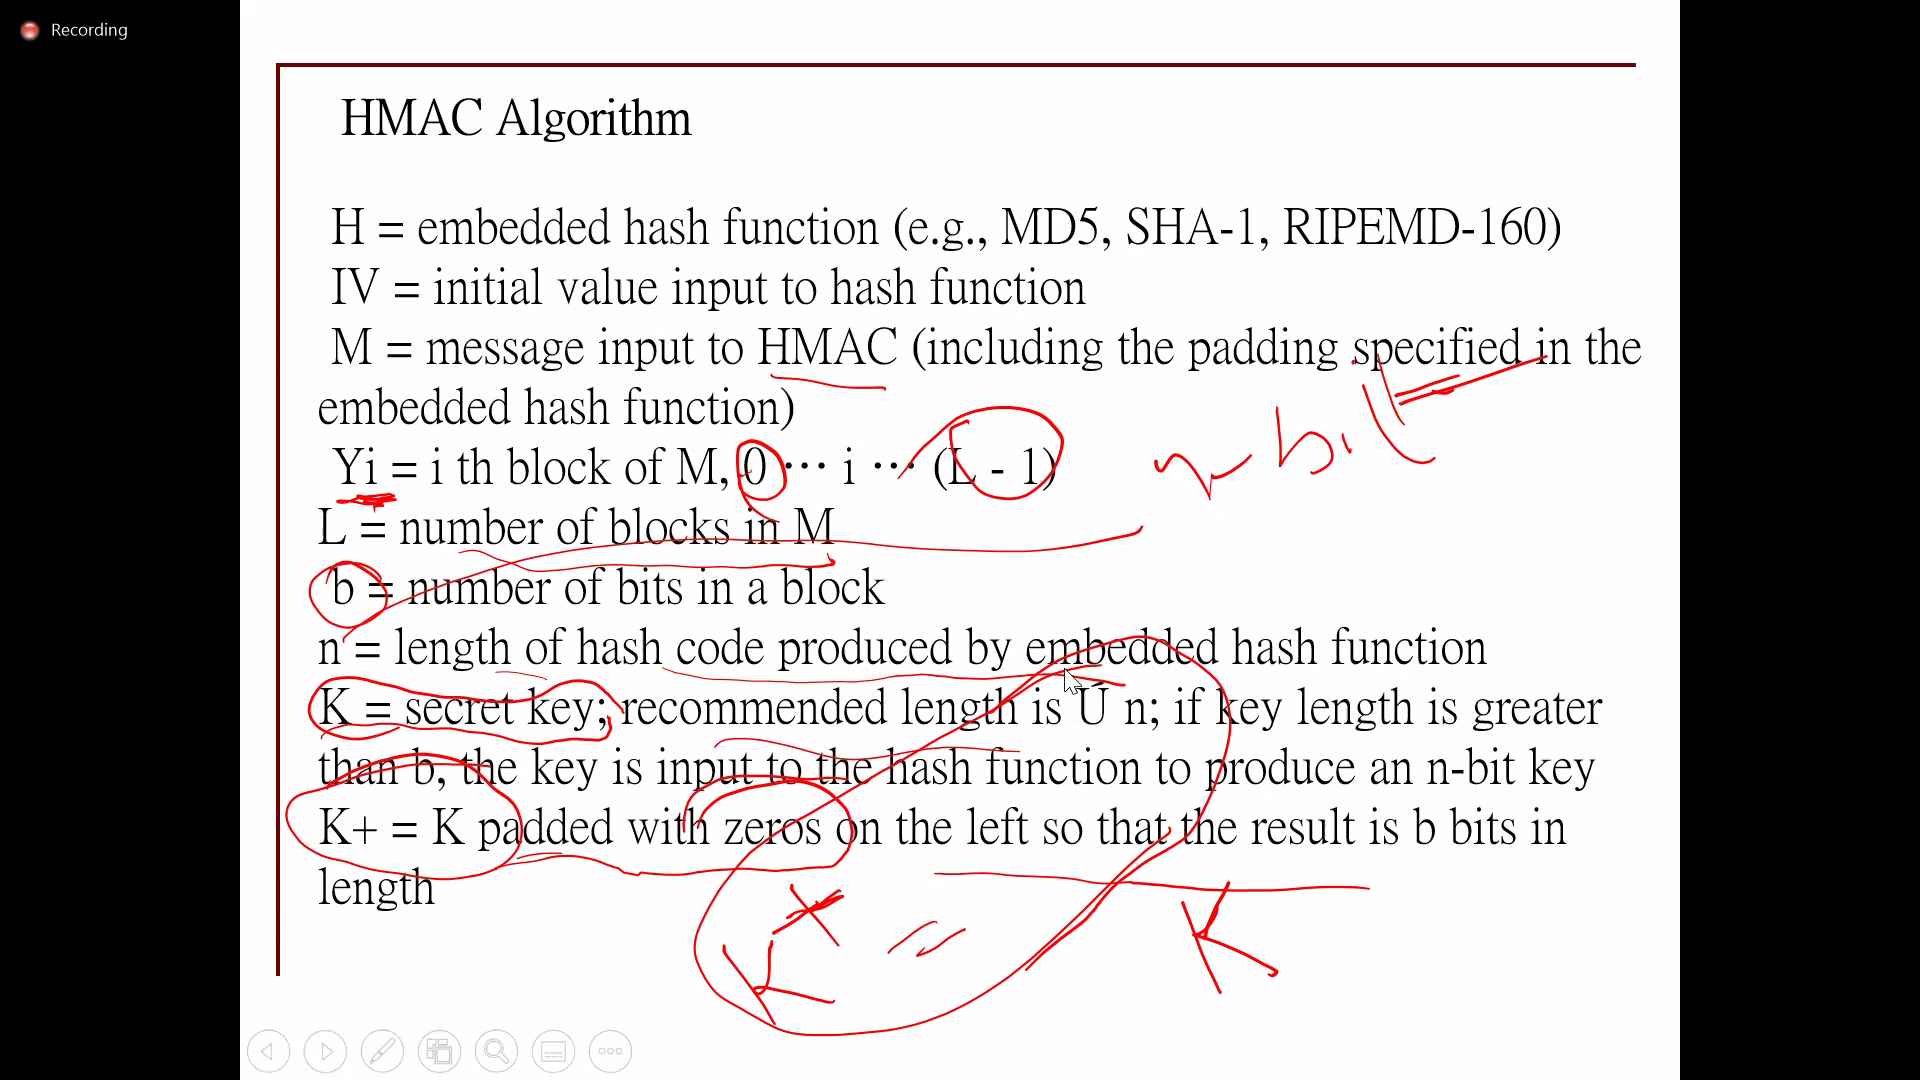 Recording
HMAC Algorithm
H = embedded hash function (e.g., MD5, SHA-1, RIPEMD-160)
IV = initial value input to hash function
M = message input to HMAC (including the padding specified in the
embedded hash function)
Yi = i th block of M, 0 ⋯ i ⋯ (L - 1)
n bit
L = number of blocks in M
b = number of bits in a block
n = length of hash code produced by embedded hash function
K = secret key; recommended length is Ú n; if key length is greater
than b, the key is input to the hash function to produce an n-bit key
K+ = K padded with zeros on the left so that the result is b bits in
length
K+ = K